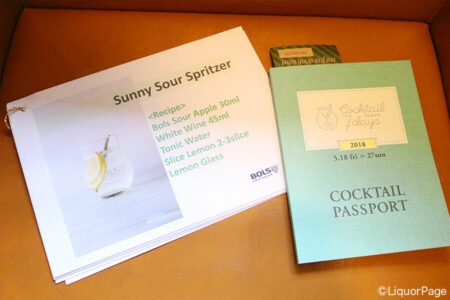 Sunny Sour Spritzer
<Recipe>
Bols Sour Apple 30ml
White Wine 45ml
Tonic Water
Slice Lemon 2-3slice
Lemon Glass
BOLS
Cocktail
7days
2018
5.18 fri - 27sun
COCKTAIL
PASSPORT
©LiquorPage